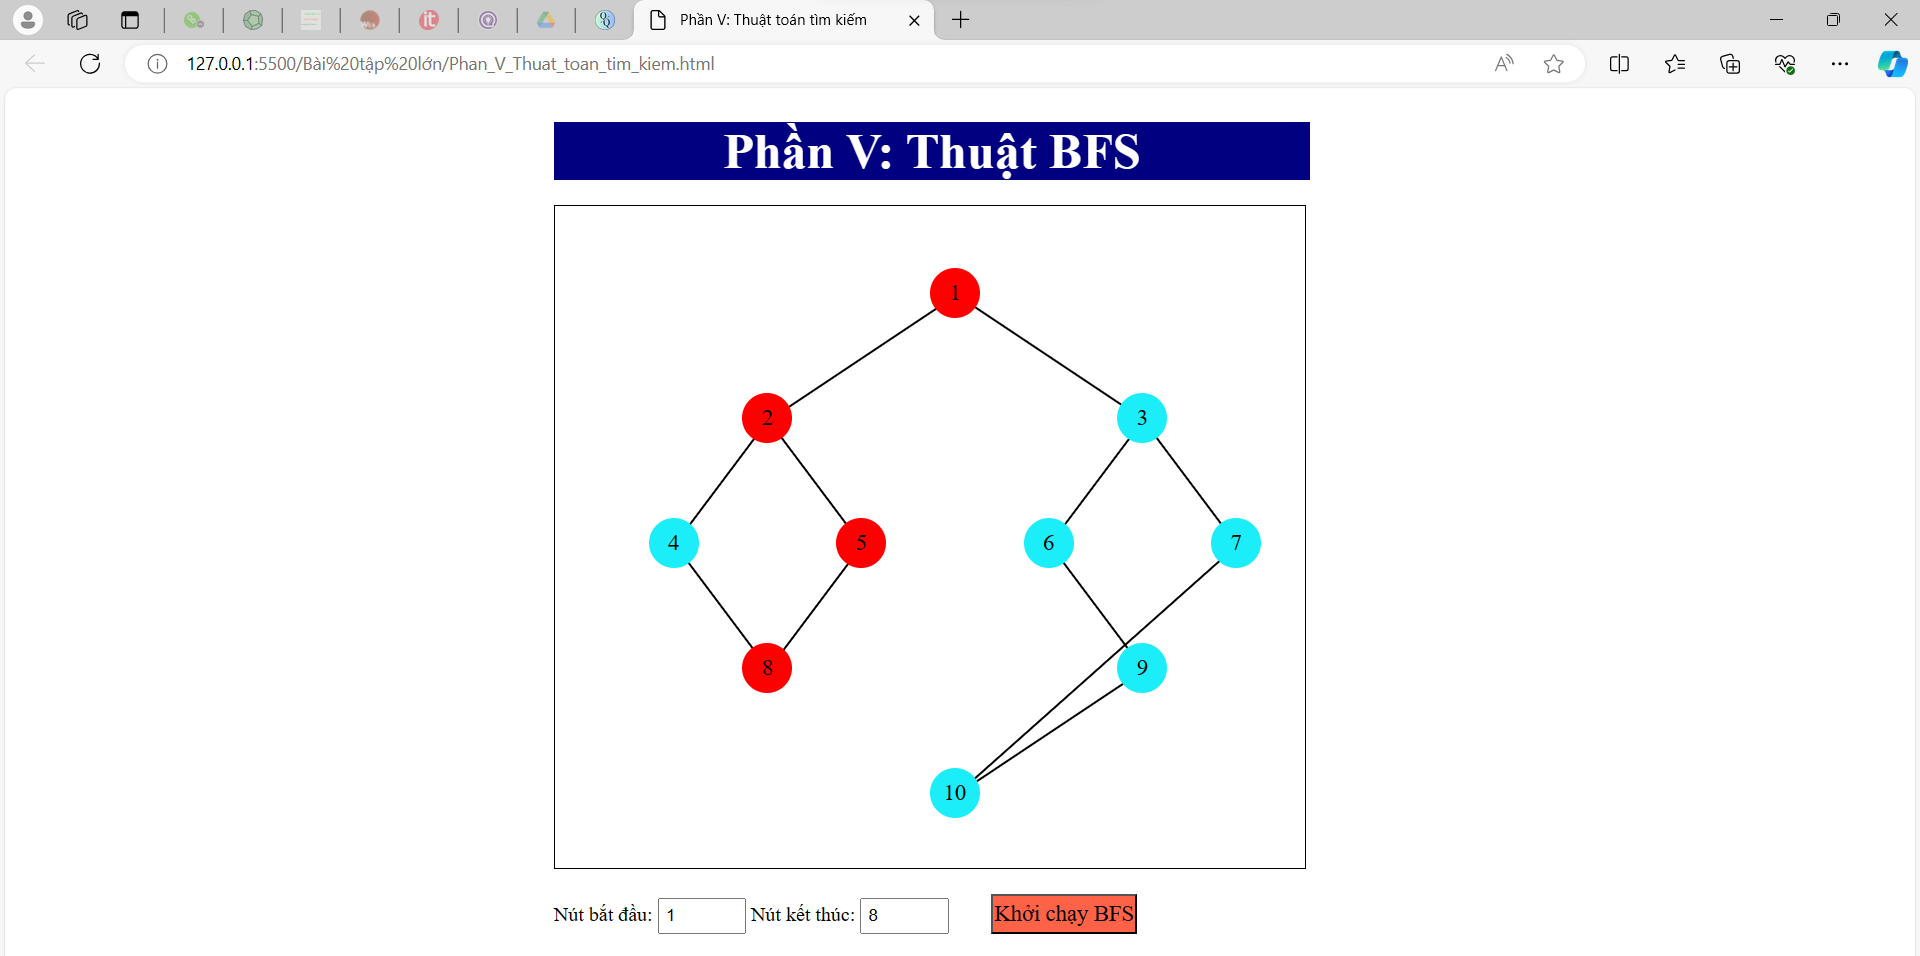 Phần V: Thuật toán tìm kiếm
127.0.0.1:5500/Bài%20tập%20lớn/Phan_V_Thuat_toan_tim_kiem.html
Phần V: Thuật BFS
1
2
3
4
5
6
7
8
9
10
Nút bắt đầu: 1 Nút kết thúc: 8 Khởi chạy BFS